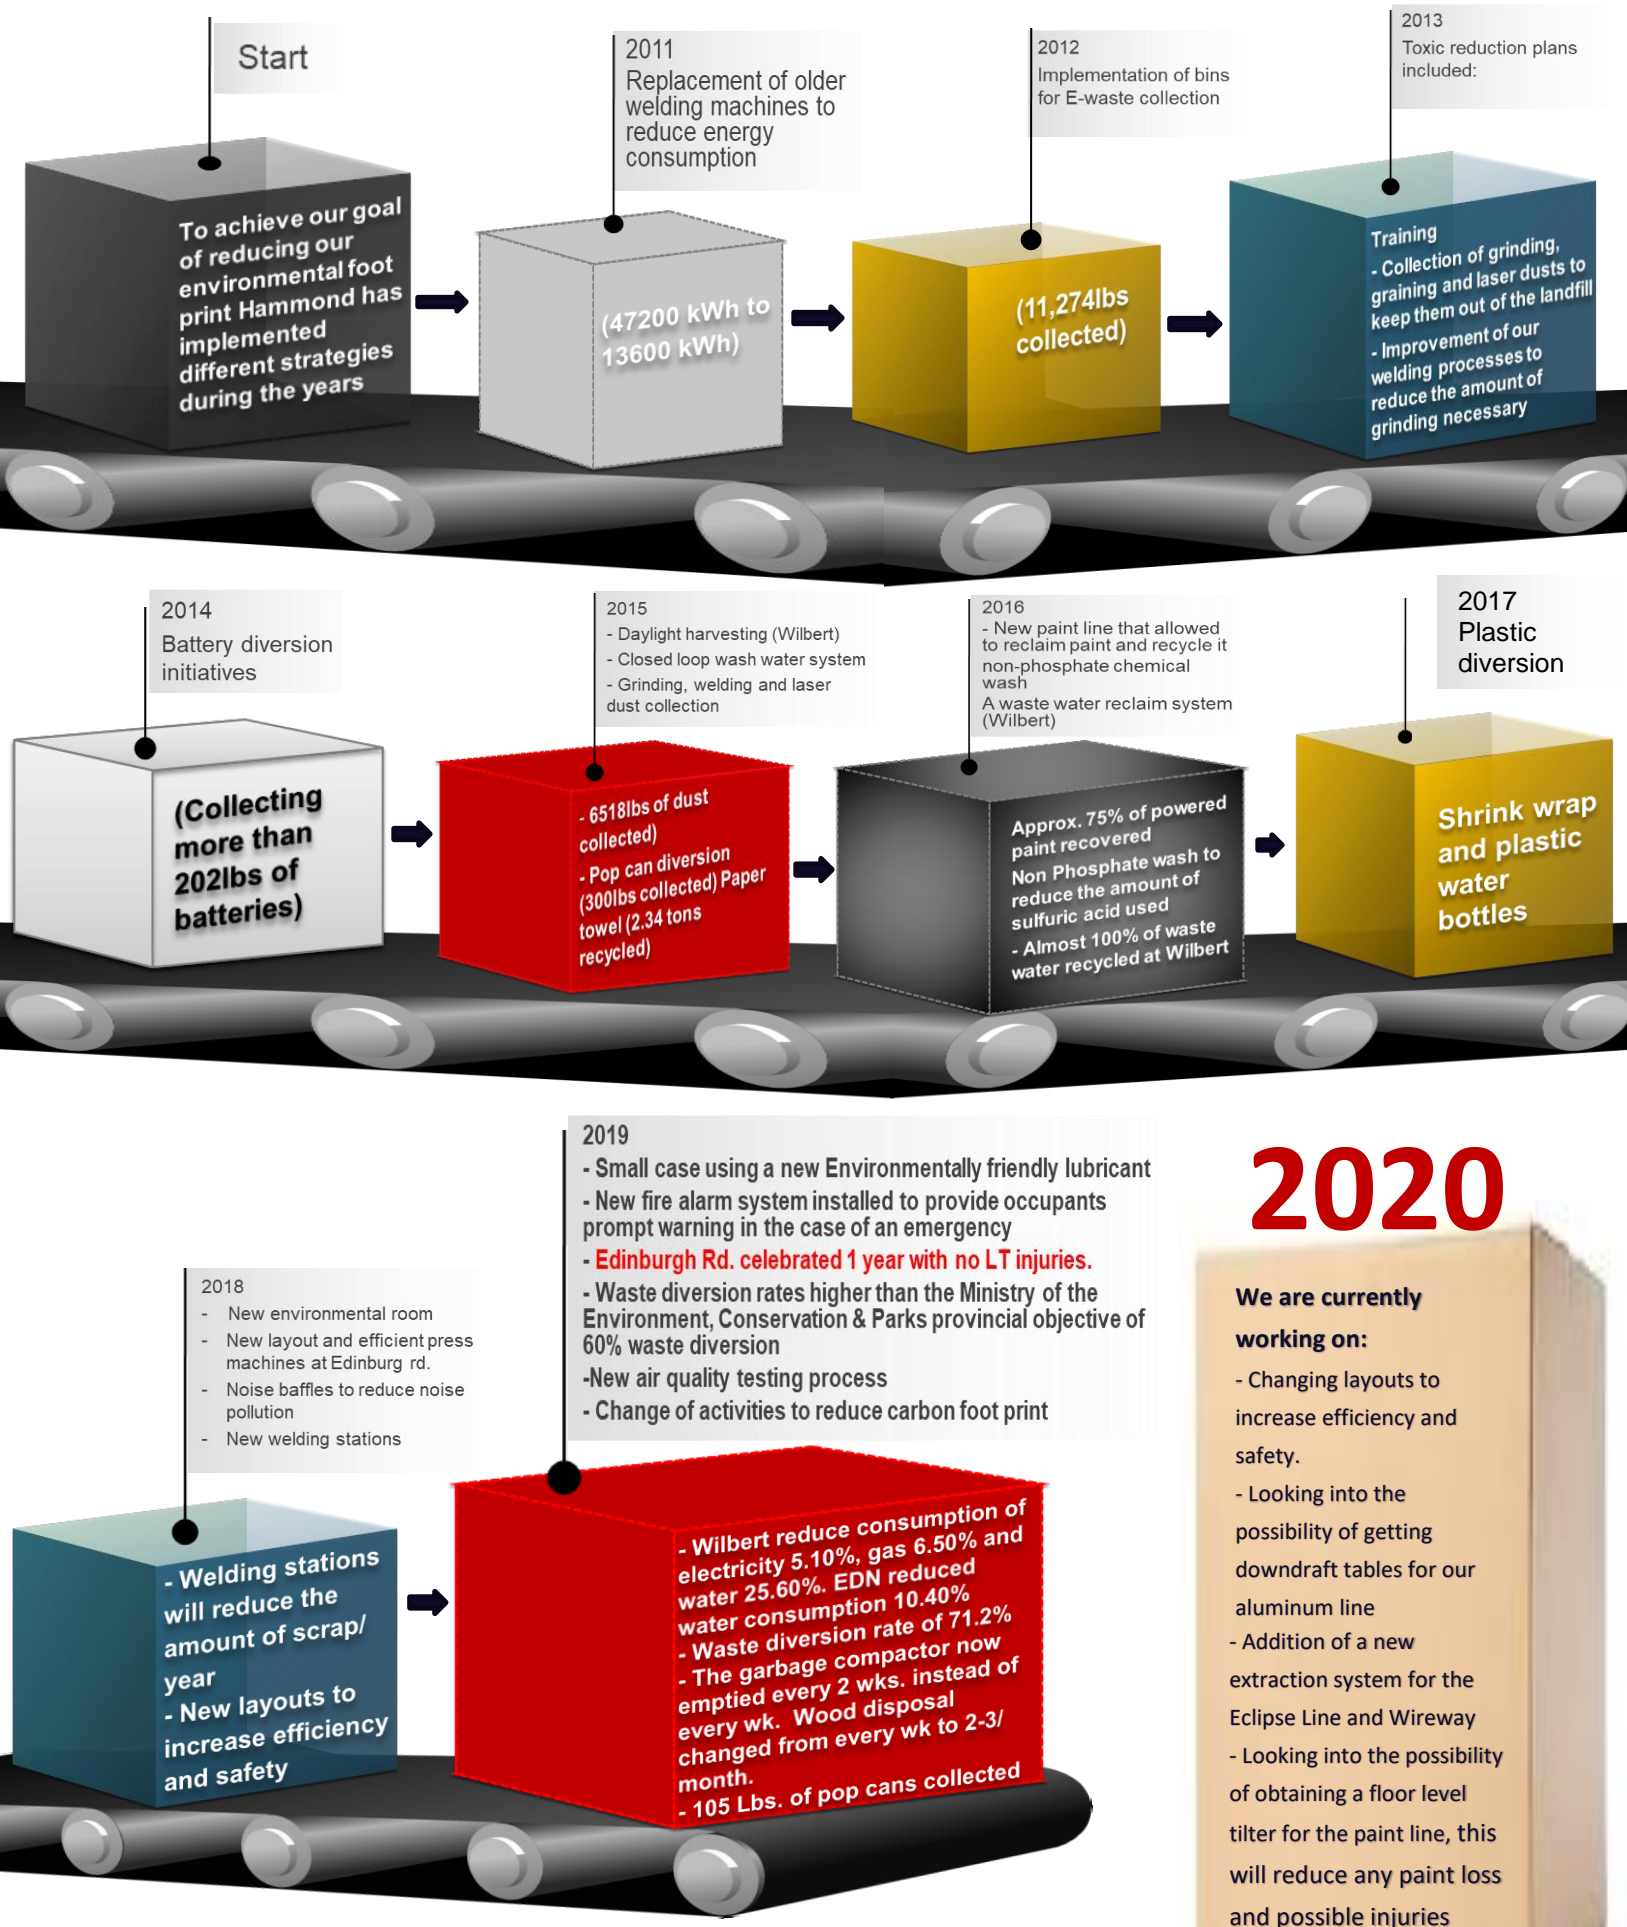 Start
To achieve our goal
of reducing our
environmental foot
print Hammond has
implemented
different strategies
during the years
2011
Replacement of older
welding machines to
reduce energy
consumption
(47200 kWh to
13600 kWh)
2012
Implementation of bins
for E-waste collection
(11,274lbs
collected)
2013
Toxic reduction plans
included:
Training
- Collection of grinding,
graining and laser dusts to
keep them out of the landfill
- Improvement of our
welding processes to
reduce the amount of
grinding necessary
2014
Battery diversion
initiatives
(Collecting
more than
202lbs of
batteries)
2015
- Daylight harvesting (Wilbert)
- Closed loop wash water system
- Grinding, welding and laser
dust collection
- 6518lbs of dust
collected)
- Pop can diversion
(300lbs collected) Paper
towel (2.34 tons
recycled)
2016
- New paint line that allowed
to reclaim paint and recycle it
non-phosphate chemical
wash
A waste water reclaim system
(Wilbert)
Approx. 75% of powered
paint recovered
Non Phosphate wash to
reduce the amount of
sulfuric acid used
- Almost 100% of waste
water recycled at Wilbert
2017
Plastic
diversion
Shrink wrap
and plastic
water
bottles
2018
- New environmental room
- New layout and efficient press
machines at Edinburg rd.
- Noise baffles to reduce noise
pollution
- New welding stations
- Welding stations
will reduce the
amount of scrap/
year
- New layouts to
increase efficiency
and safety
2019
- Small case using a new Environmentally friendly lubricant
- New fire alarm system installed to provide occupants
prompt warning in the case of an emergency
- Edinburgh Rd. celebrated 1 year with no LT injuries.
- Waste diversion rates higher than the Ministry of the
Environment, Conservation & Parks provincial objective of
60% waste diversion
-New air quality testing process
- Change of activities to reduce carbon foot print
- Wilbert reduce consumption of
electricity 5.10%, gas 6.50% and
water 25.60%. EDN reduced
water consumption 10.40%
- Waste diversion rate of 71.2%
- The garbage compactor now
emptied every 2 wks. instead of
every wk. Wood disposal
changed from every wk to 2-3/
month.
- 105 Lbs. of pop cans collected
2020
We are currently
working on:
- Changing layouts to
increase efficiency and
safety.
- Looking into the
possibility of getting
downdraft tables for our
aluminum line
- Addition of a new
extraction system for the
Eclipse Line and Wireway
- Looking into the possibility
of obtaining a floor level
tilter for the paint line, this
will reduce any paint loss
and possible injuries